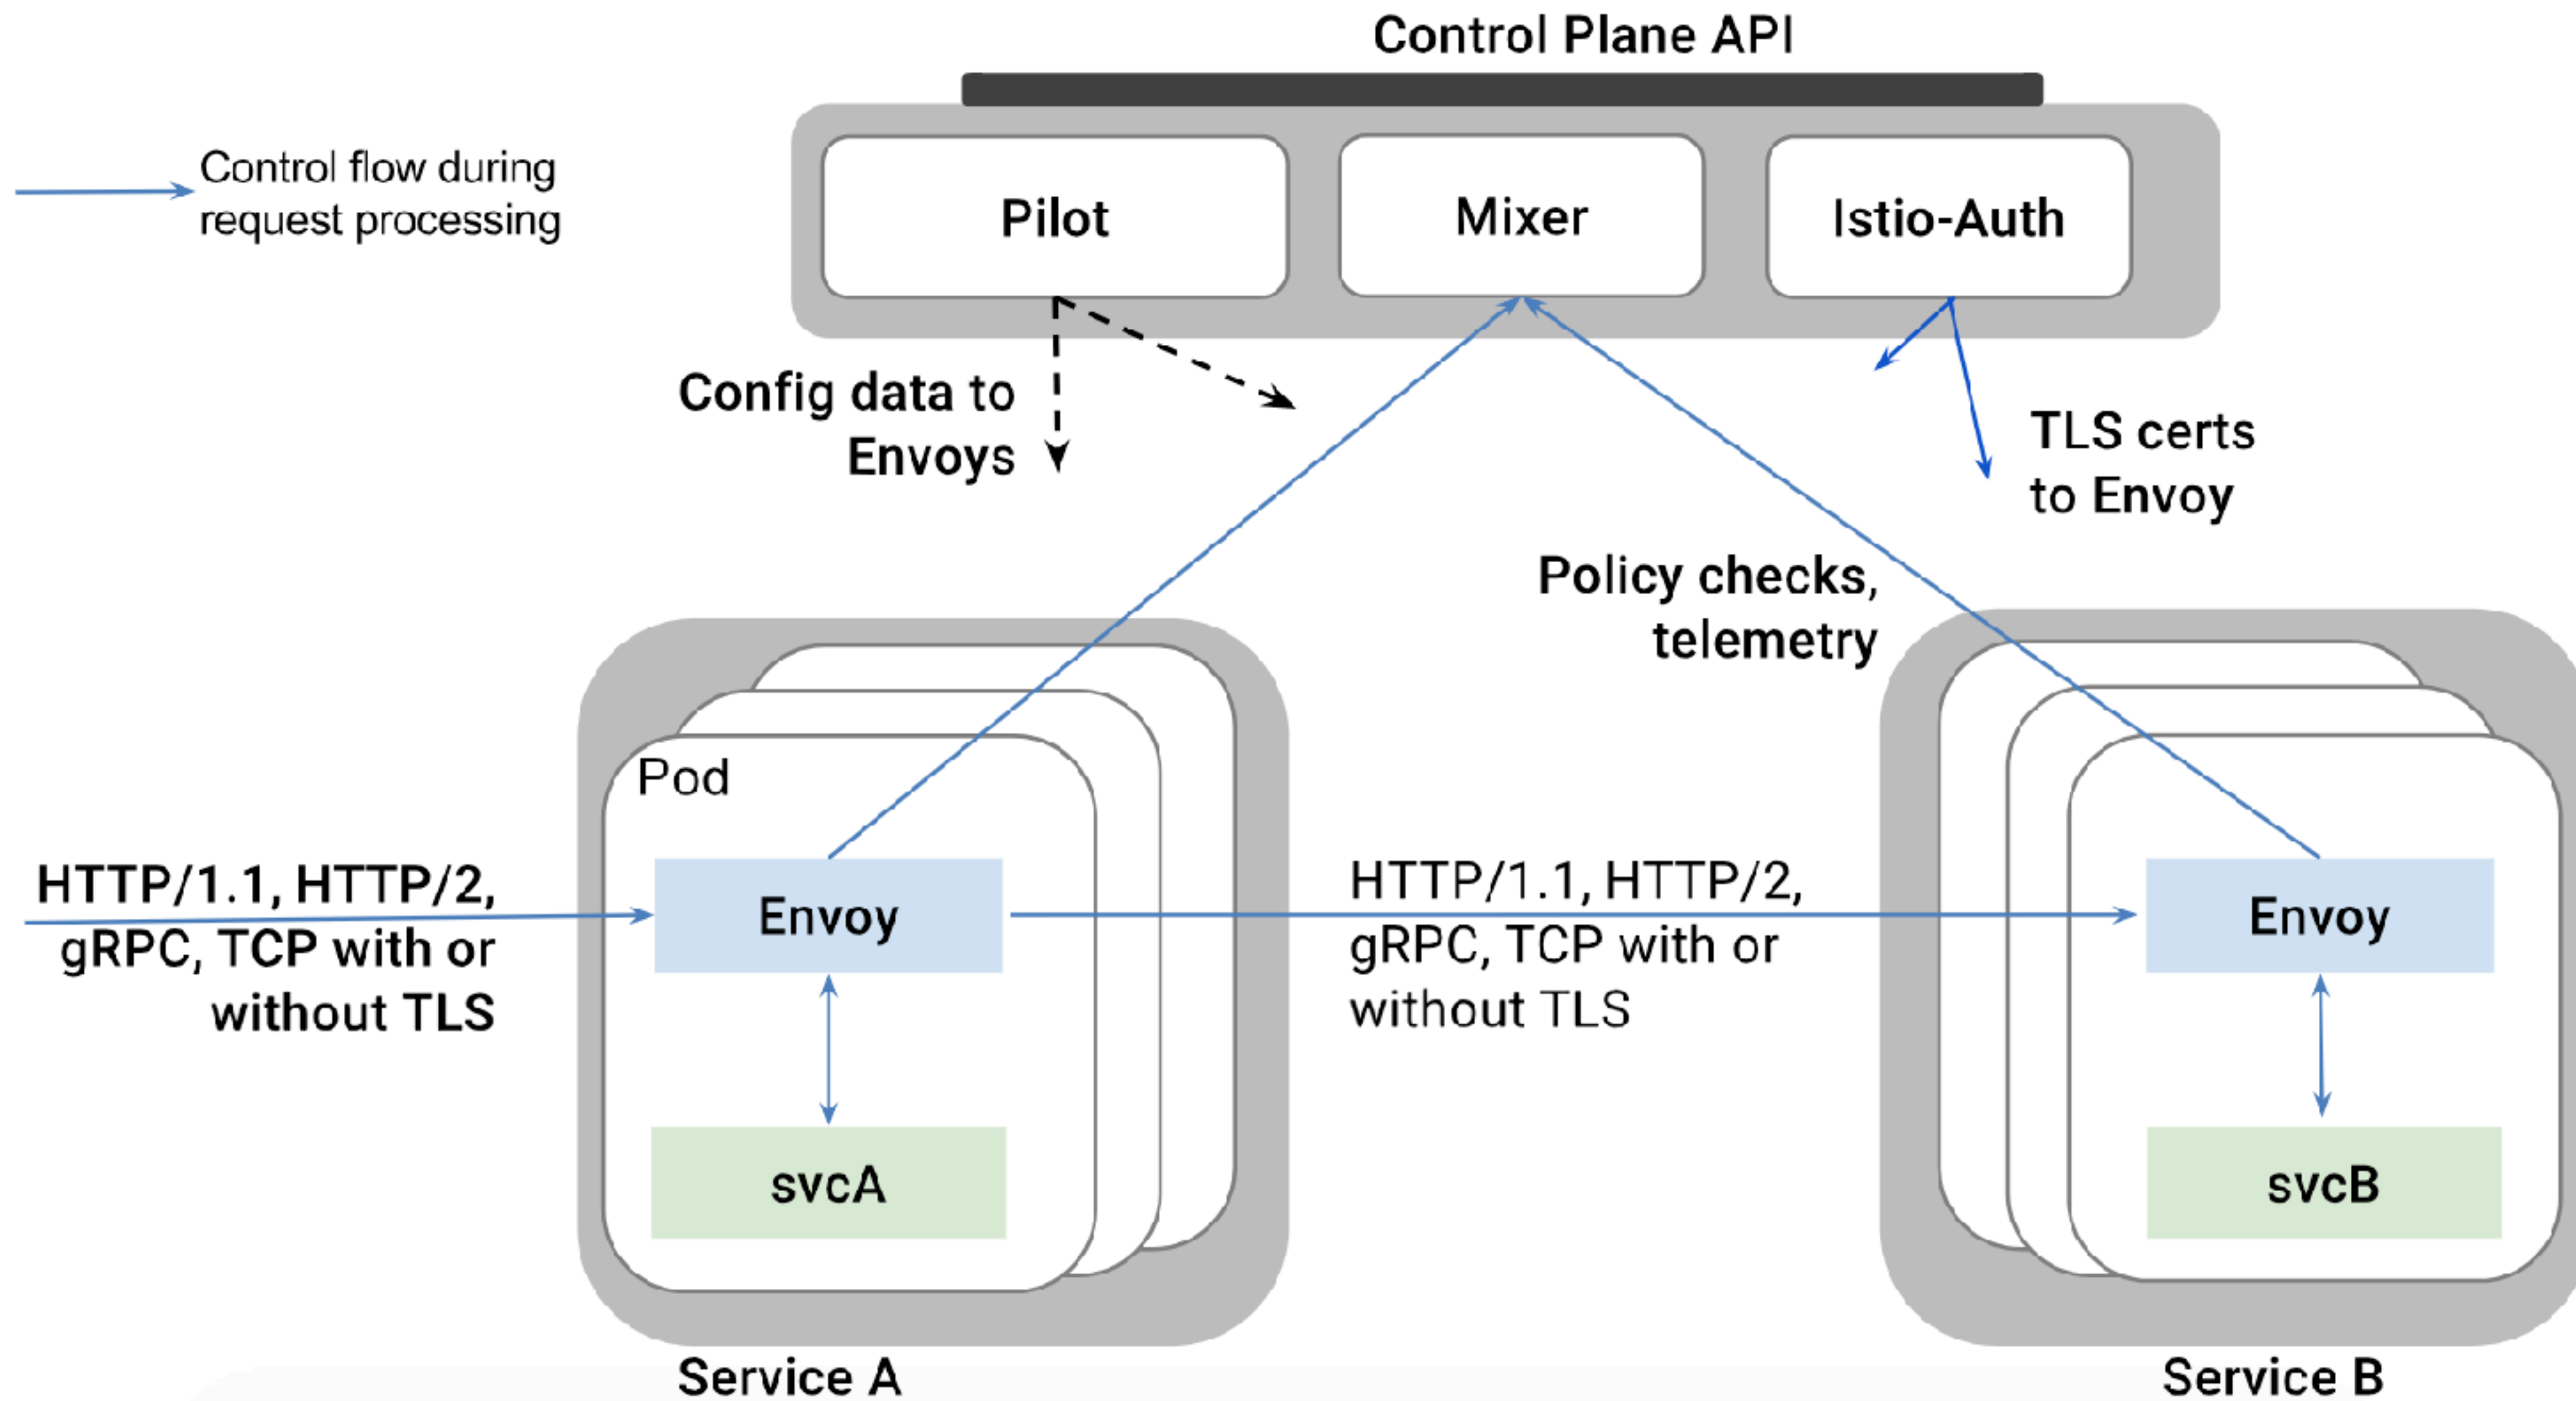 Control Plane API
Control flow during
request processing
Pilot
Mixer
Istio-Auth
Config data to
Envoys
TLS certs
to Envoy
Policy checks,
telemetry
Pod
HTTP/1.1, HTTP/2,
gRPC, TCP with or
without TLS
Envoy
HTTP/1.1, HTTP/2,
gRPC, TCP with or
without TLS
Envoy
svcA
svcB
Service A
Service B